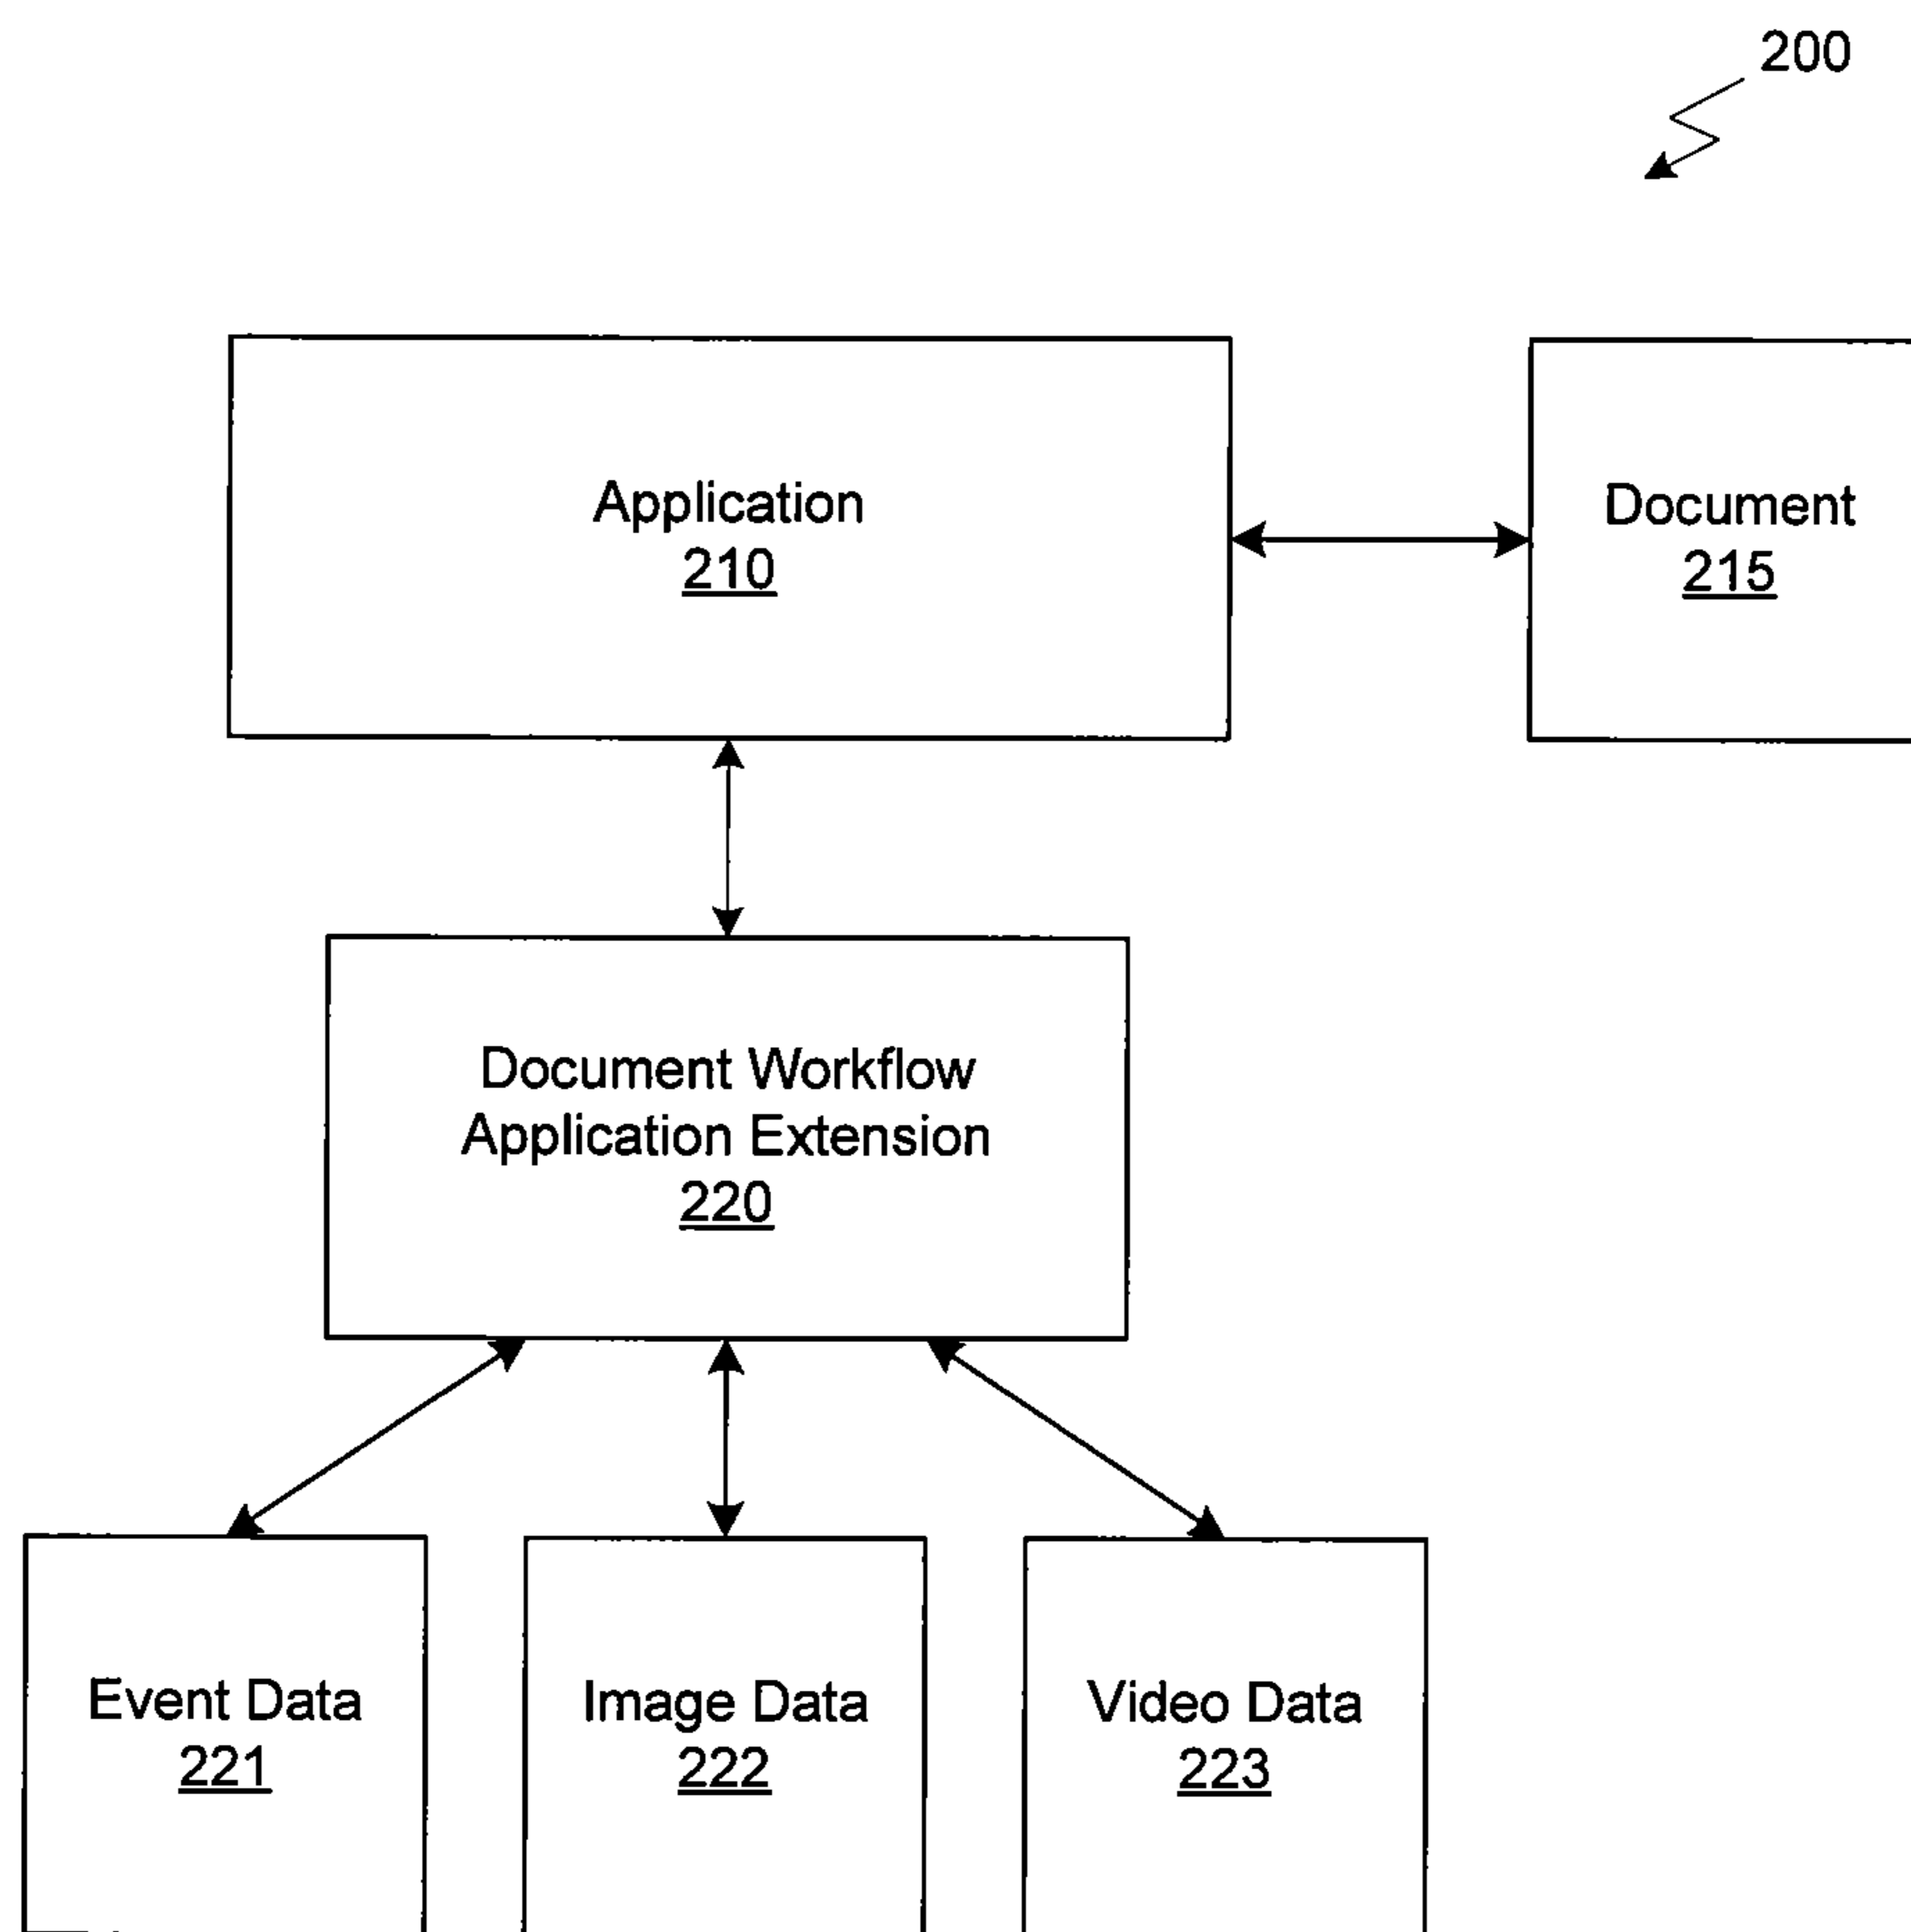 200
Application
210
Document
215
Document Workflow
Application Extension
220
Event Data
221
Image Data
222
Video Data
223